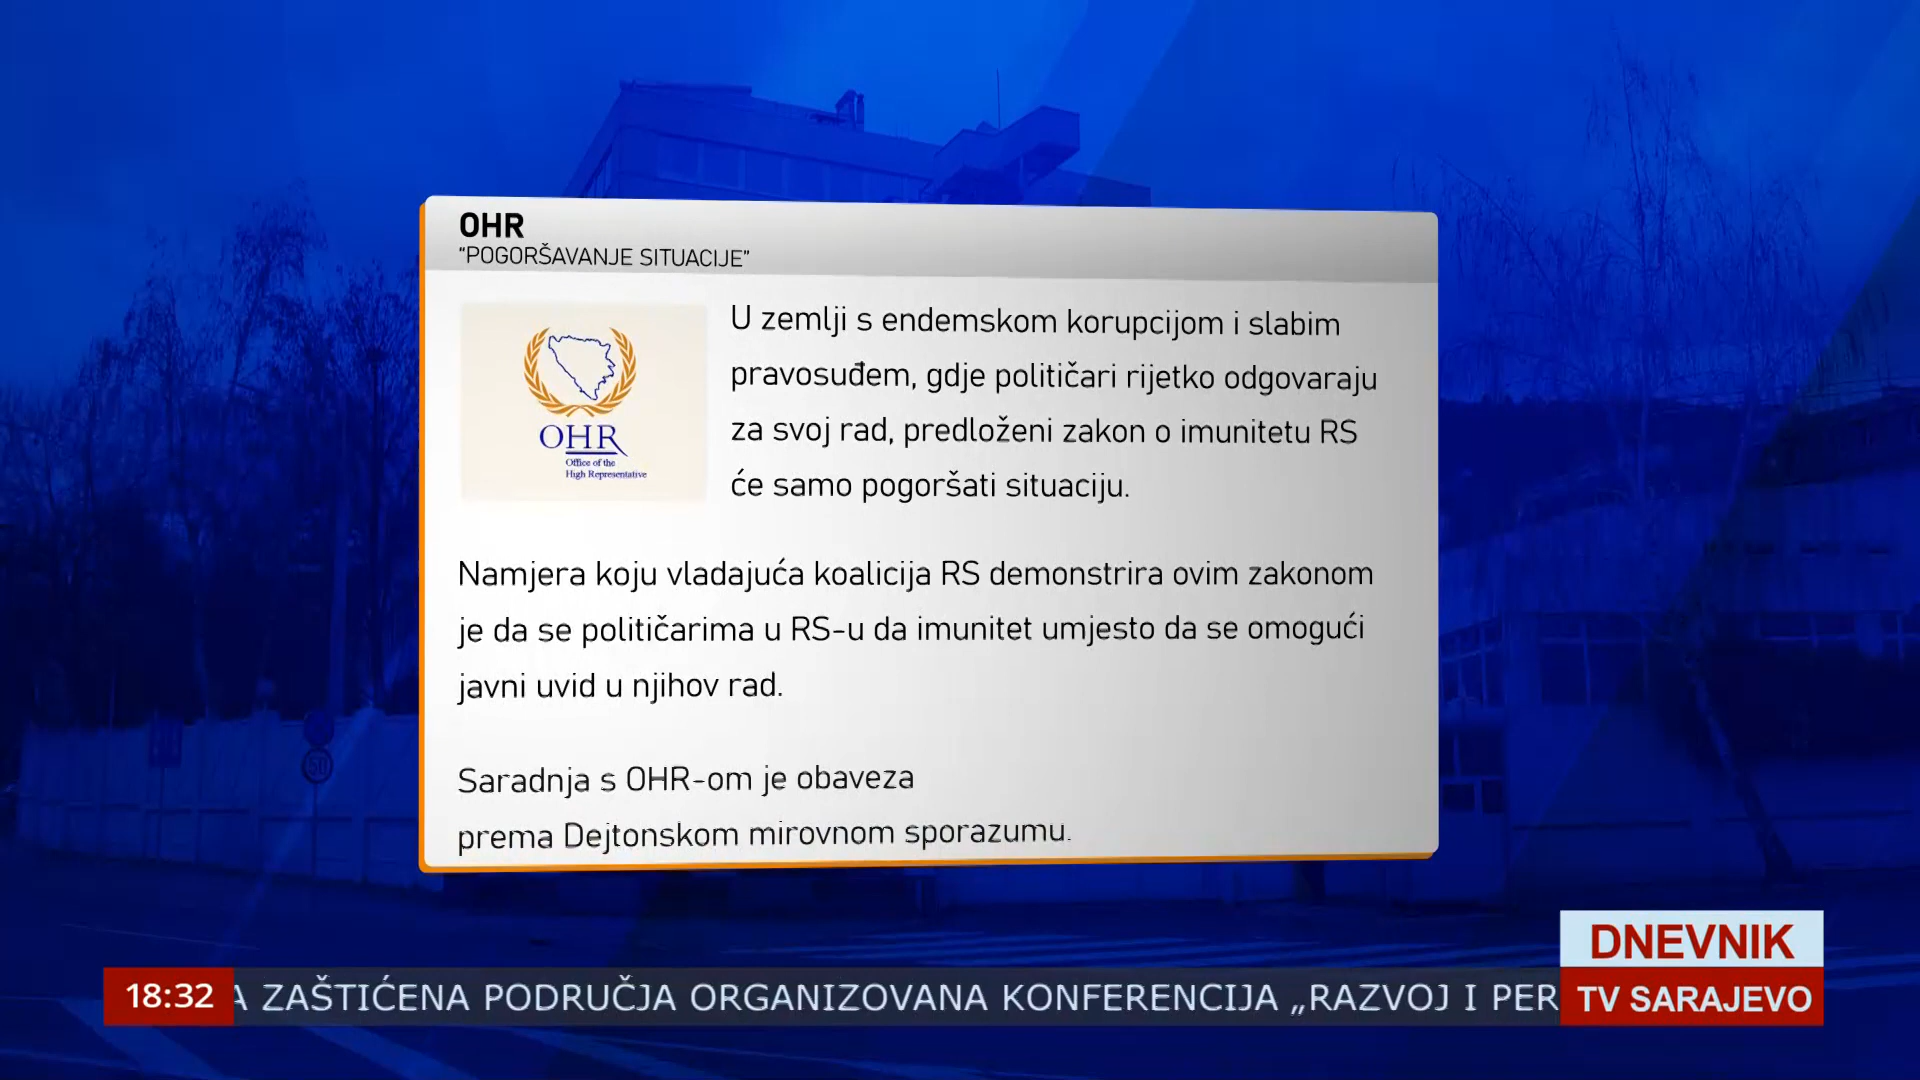 OHR
“POGORŠAVANJE SITUACIJE”
OHR
Office of the
High Representative
U zemlji s endemskom korupcijom i slabim
pravosuđem, gdje političari rijetko odgovaraju
za svoj rad, predloženi zakon o imunitetu RS
će samo pogoršati situaciju.
Namjera koju vladajuća koalicija RS demonstrira ovim zakonom
je da se političarima u RS-u da imunitet umjesto da se omogući
javni uvid u njihov rad.
Saradnja s OHR-om je obaveza
prema Dejtonskom mirovnom sporazumu.
50
DNEVNIK
18:32 A ZAŠTIĆENA PODRUČJA ORGANIZOVANA KONFERENCIJA „RAZVOJ I PER
TV SARAJEVO